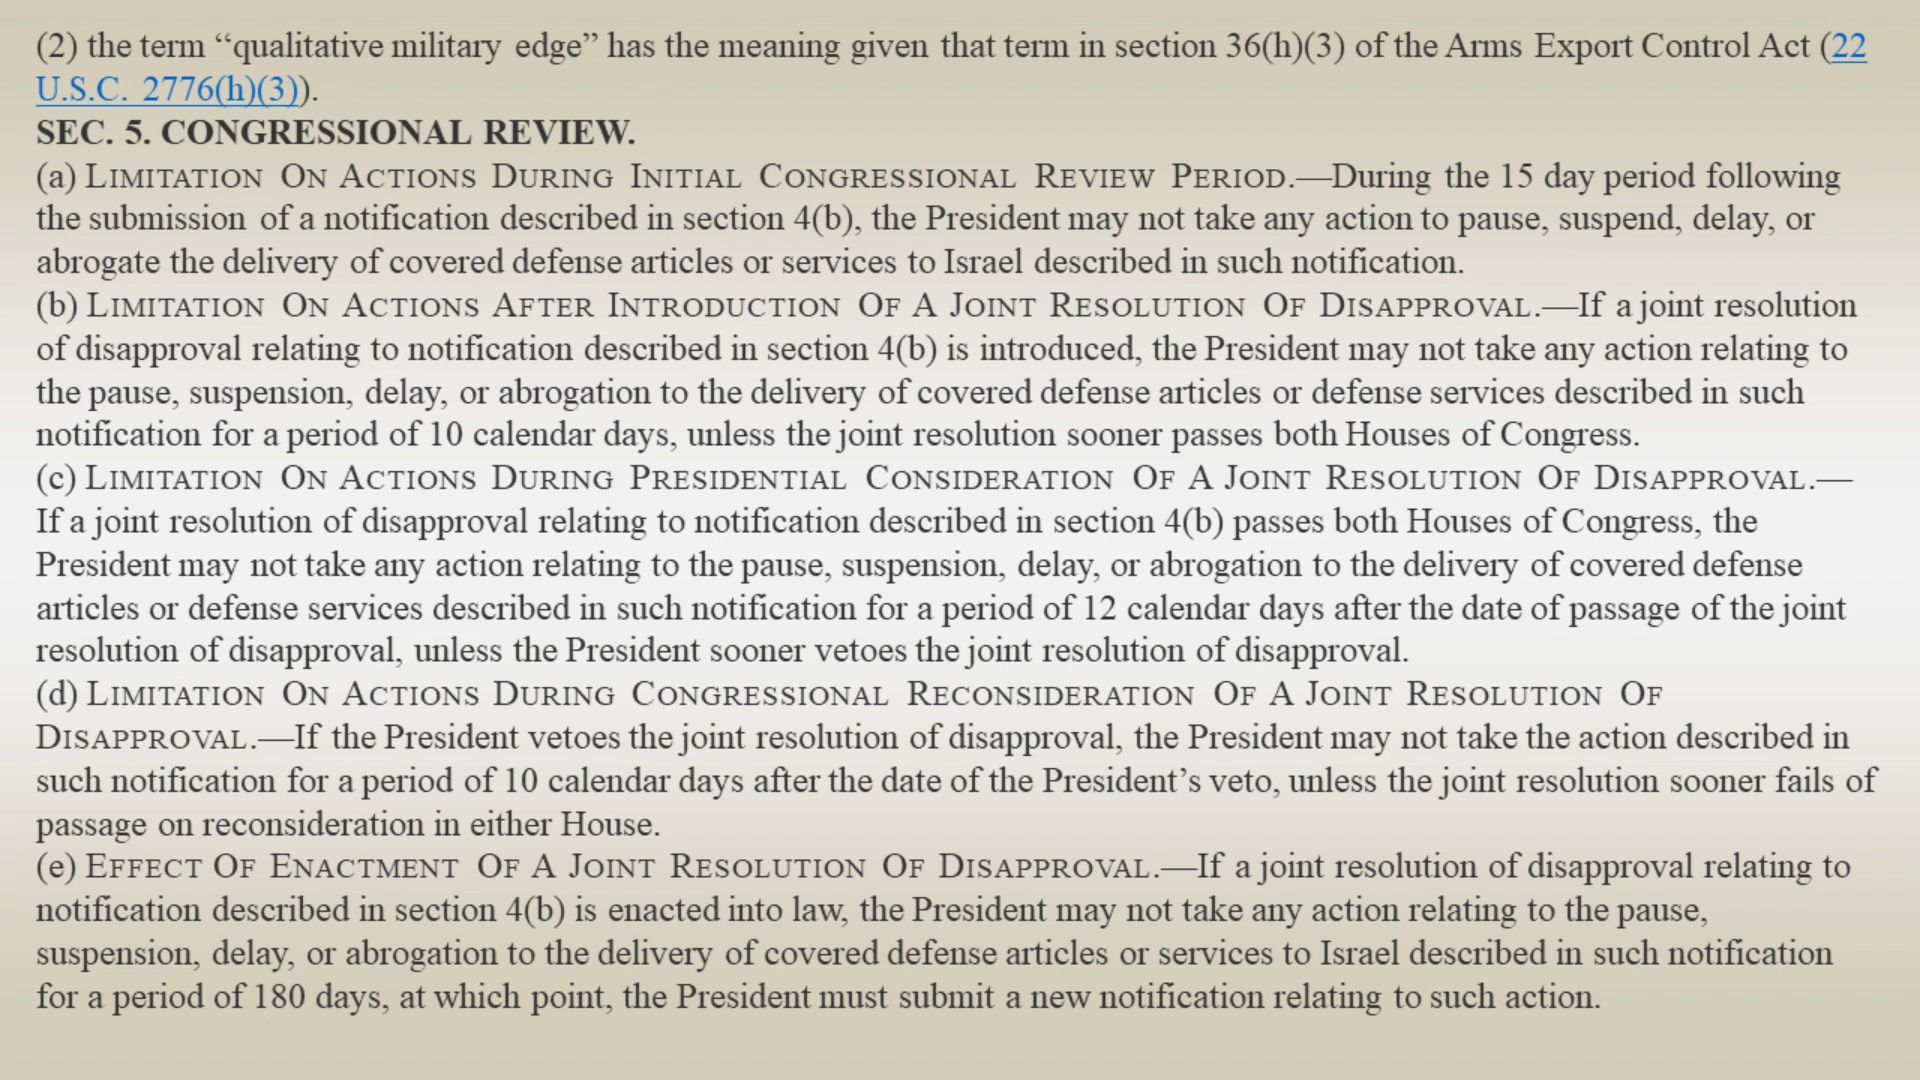 (2) the term “qualitative military edge” has the meaning given that term in section 36(h)(3) of the Arms Export Control Act (22
U.S.C. 2776(h)(3)).
SEC. 5. CONGRESSIONAL REVIEW.
(a) LIMITATION ON ACTIONS DURING INITIAL CONGRESSIONAL REVIEW PERIOD.—During the 15 day period following
the submission of a notification described in section 4(b), the President may not take any action to pause, suspend, delay, or
abrogate the delivery of covered defense articles or services to Israel described in such notification.
(b) LIMITATION ON ACTIONS AFTER INTRODUCTION OF A JOINT RESOLUTION OF DISAPPROVAL.—If a joint resolution
of disapproval relating to notification described in section 4(b) is introduced, the President may not take any action relating to
the pause, suspension, delay, or abrogation to the delivery of covered defense articles or defense services described in such
notification for a period of 10 calendar days, unless the joint resolution sooner passes both Houses of Congress.
(c) LIMITATION ON ACTIONS DURING PRESIDENTIAL CONSIDERATION OF A JOINT RESOLUTION OF DISAPPROVAL.—
If a joint resolution of disapproval relating to notification described in section 4(b) passes both Houses of Congress, the
President may not take any action relating to the pause, suspension, delay, or abrogation to the delivery of covered defense
articles or defense services described in such notification for a period of 12 calendar days after the date of passage of the joint
resolution of disapproval, unless the President sooner vetoes the joint resolution of disapproval.
(d) LIMITATION ON ACTIONS DURING CONGRESSIONAL RECONSIDERATION OF A JOINT RESOLUTION OF
DISAPPROVAL.—If the President vetoes the joint resolution of disapproval, the President may not take the action described in
such notification for a period of 10 calendar days after the date of the President’s veto, unless the joint resolution sooner fails of
passage on reconsideration in either House.
(e) EFFECT OF ENACTMENT OF A JOINT RESOLUTION OF DISAPPROVAL.—If a joint resolution of disapproval relating to
notification described in section 4(b) is enacted into law, the President may not take any action relating to the pause,
suspension, delay, or abrogation to the delivery of covered defense articles or services to Israel described in such notification
for a period of 180 days, at which point, the President must submit a new notification relating to such action.